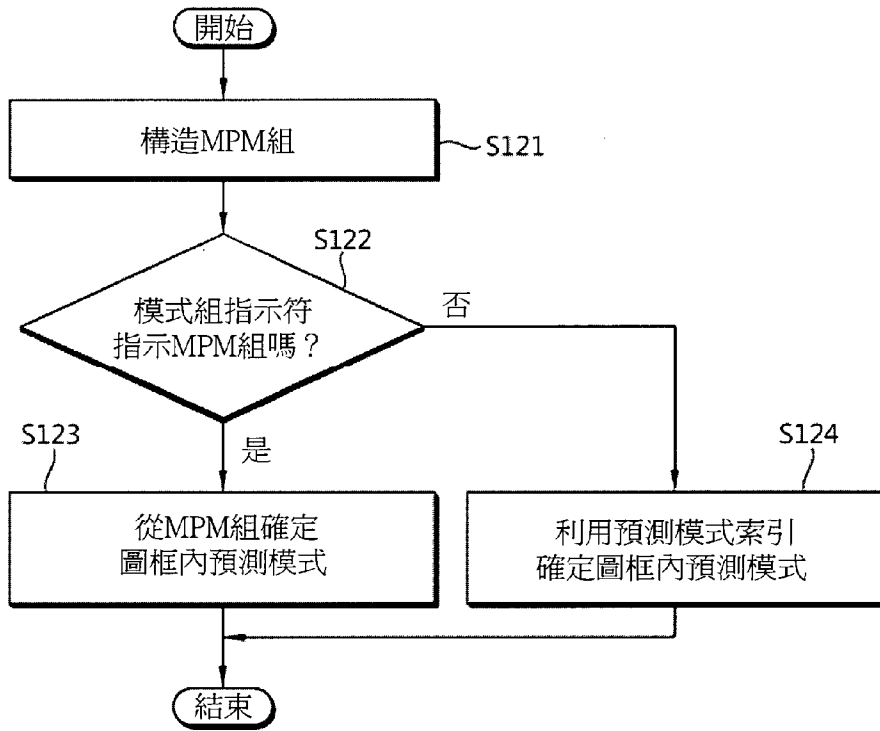 開始
構造MPM組
S121
S122
模式組指示符
指示MPM組嗎？
否
是
S123
從MPM組確定
圖框內預測模式
S124
利用預測模式索引
確定圖框內預測模式
結束